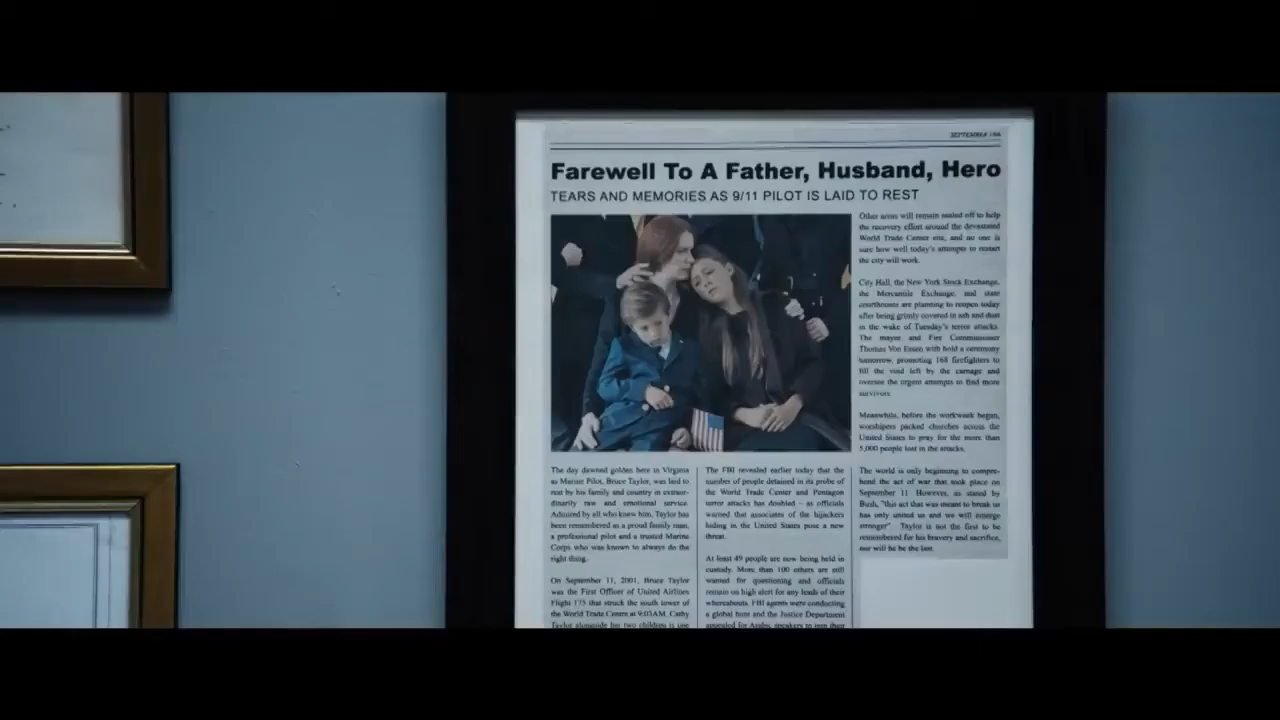 SEPTEMBER
Farewell To A Father, Husband, Hero
TEARS AND MEMORIES AS 9/11 PILOT IS LAID TO REST
The day dawned golden here in Virginia
as Marine Pilot, Bruce Taylor, was laid to
rest by his family and country in extraor-
dinarily raw and emotional service.
Admired by all who knew him, Taylor has
been remembered as a proud family man,
a professional pilot and a trusted Marine
Corps who was known to always do the
right thing.
On September 11, 2001, Bruce Taylor
was the First Officer of United Airlines
Flight 175 that struck the south tower of
the World Trade Centre at 9:03AM. Cathy
Taylor alongside his two children is one
The FBI revealed earlier today that the
number of people detained in its probe of
the World Trade Center and Pentagon
terror attacks has doubled – as officials
warned that associates of the hijackers
hiding in the United States pose a new
threat.
At least 49 people are now being held in
custody. More than 100 others are still
wanted for questioning and officials
remain on high alert for any leads of their
whereabouts. FBI agents were conducting
a global hunt and the Justice Department
appealed for Arabic speakers to join their
Other areas will remain sealed off to help
the recovery effort around the devastated
World Trade Center site, and no one is
sure how well today's attempts to restart
the city will work.
City Hall, the New York Stock Exchange,
the Mercantile Exchange, and state
courthouses are planning to reopen today
after being grimly covered in ash and dust
in the wake of Tuesday's terror attacks.
The mayor and Fire Commissioner
Thomas Von Essen with hold a ceremony
tomorrow, promoting 168 firefighters to
fill the void left by the carnage and
oversee the urgent attempts to find more
survivors.
Meanwhile, before the workweek began,
worshipers packed churches across the
United States to pray for the more than
5,000 people lost in the attacks.
The world is only beginning to compre-
hend the act of war that took place on
September 11. However, as stated by
Bush, "this act that was meant to break us
has only united us and we will emerge
stronger". Taylor is not the first to be
remembered for his bravery and sacrifice,
nor will he be the last.